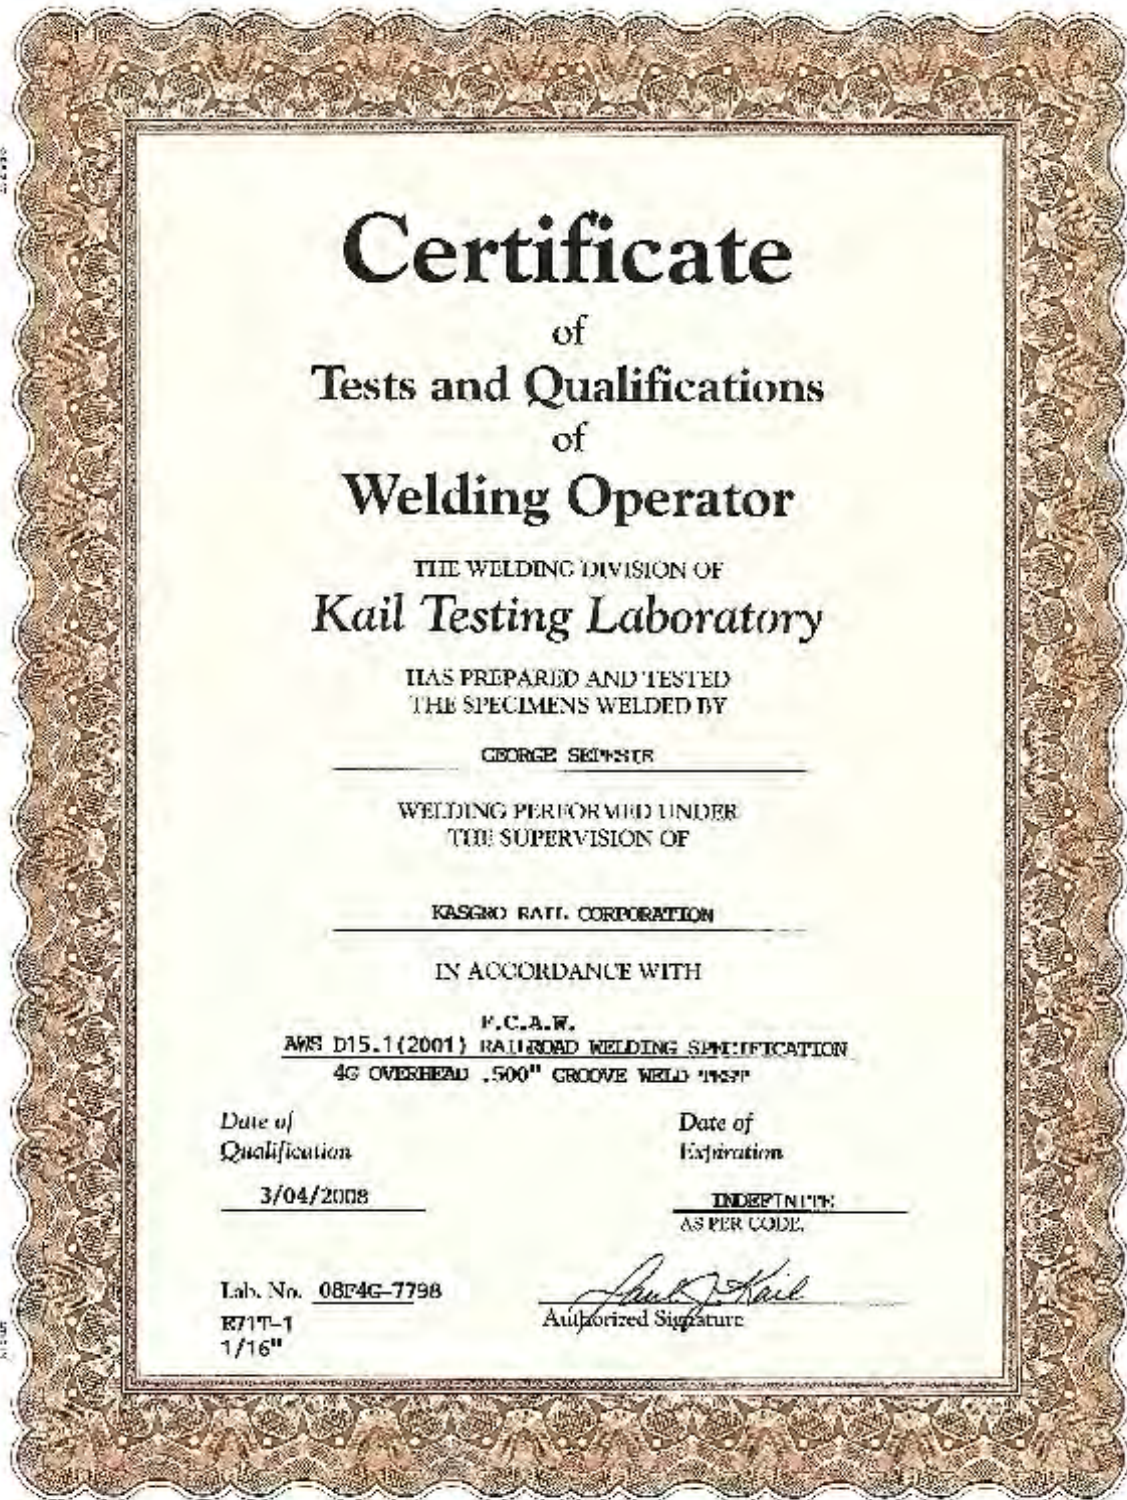 Certificate
of
Tests and Qualifications
of
Welding Operator
THE WELDING DIVISION OF
Kail Testing Laboratory
HAS PREPARED AND TESTED
THE SPECIMENS WELDED BY
GEORGE
WELDING PERFORMED UNDER
THE SUPERVISION OF
KASGRO RAIL CORPORATION
IN ACCORDANCE WITH
F.C.A.W.
AWS D15.1(2001) RAILROAD WELDING SPECIFICATION
4G OVERHEAD .500" GROOVE WELD TEST
Date of
Qualification
3/04/2008
Date of
Expiration
INDEFINITE
AS PER CODE.
Lab. No. 08F4G-7798
E71T-1
1/16"
Paul J. Kail
Authorized Signature